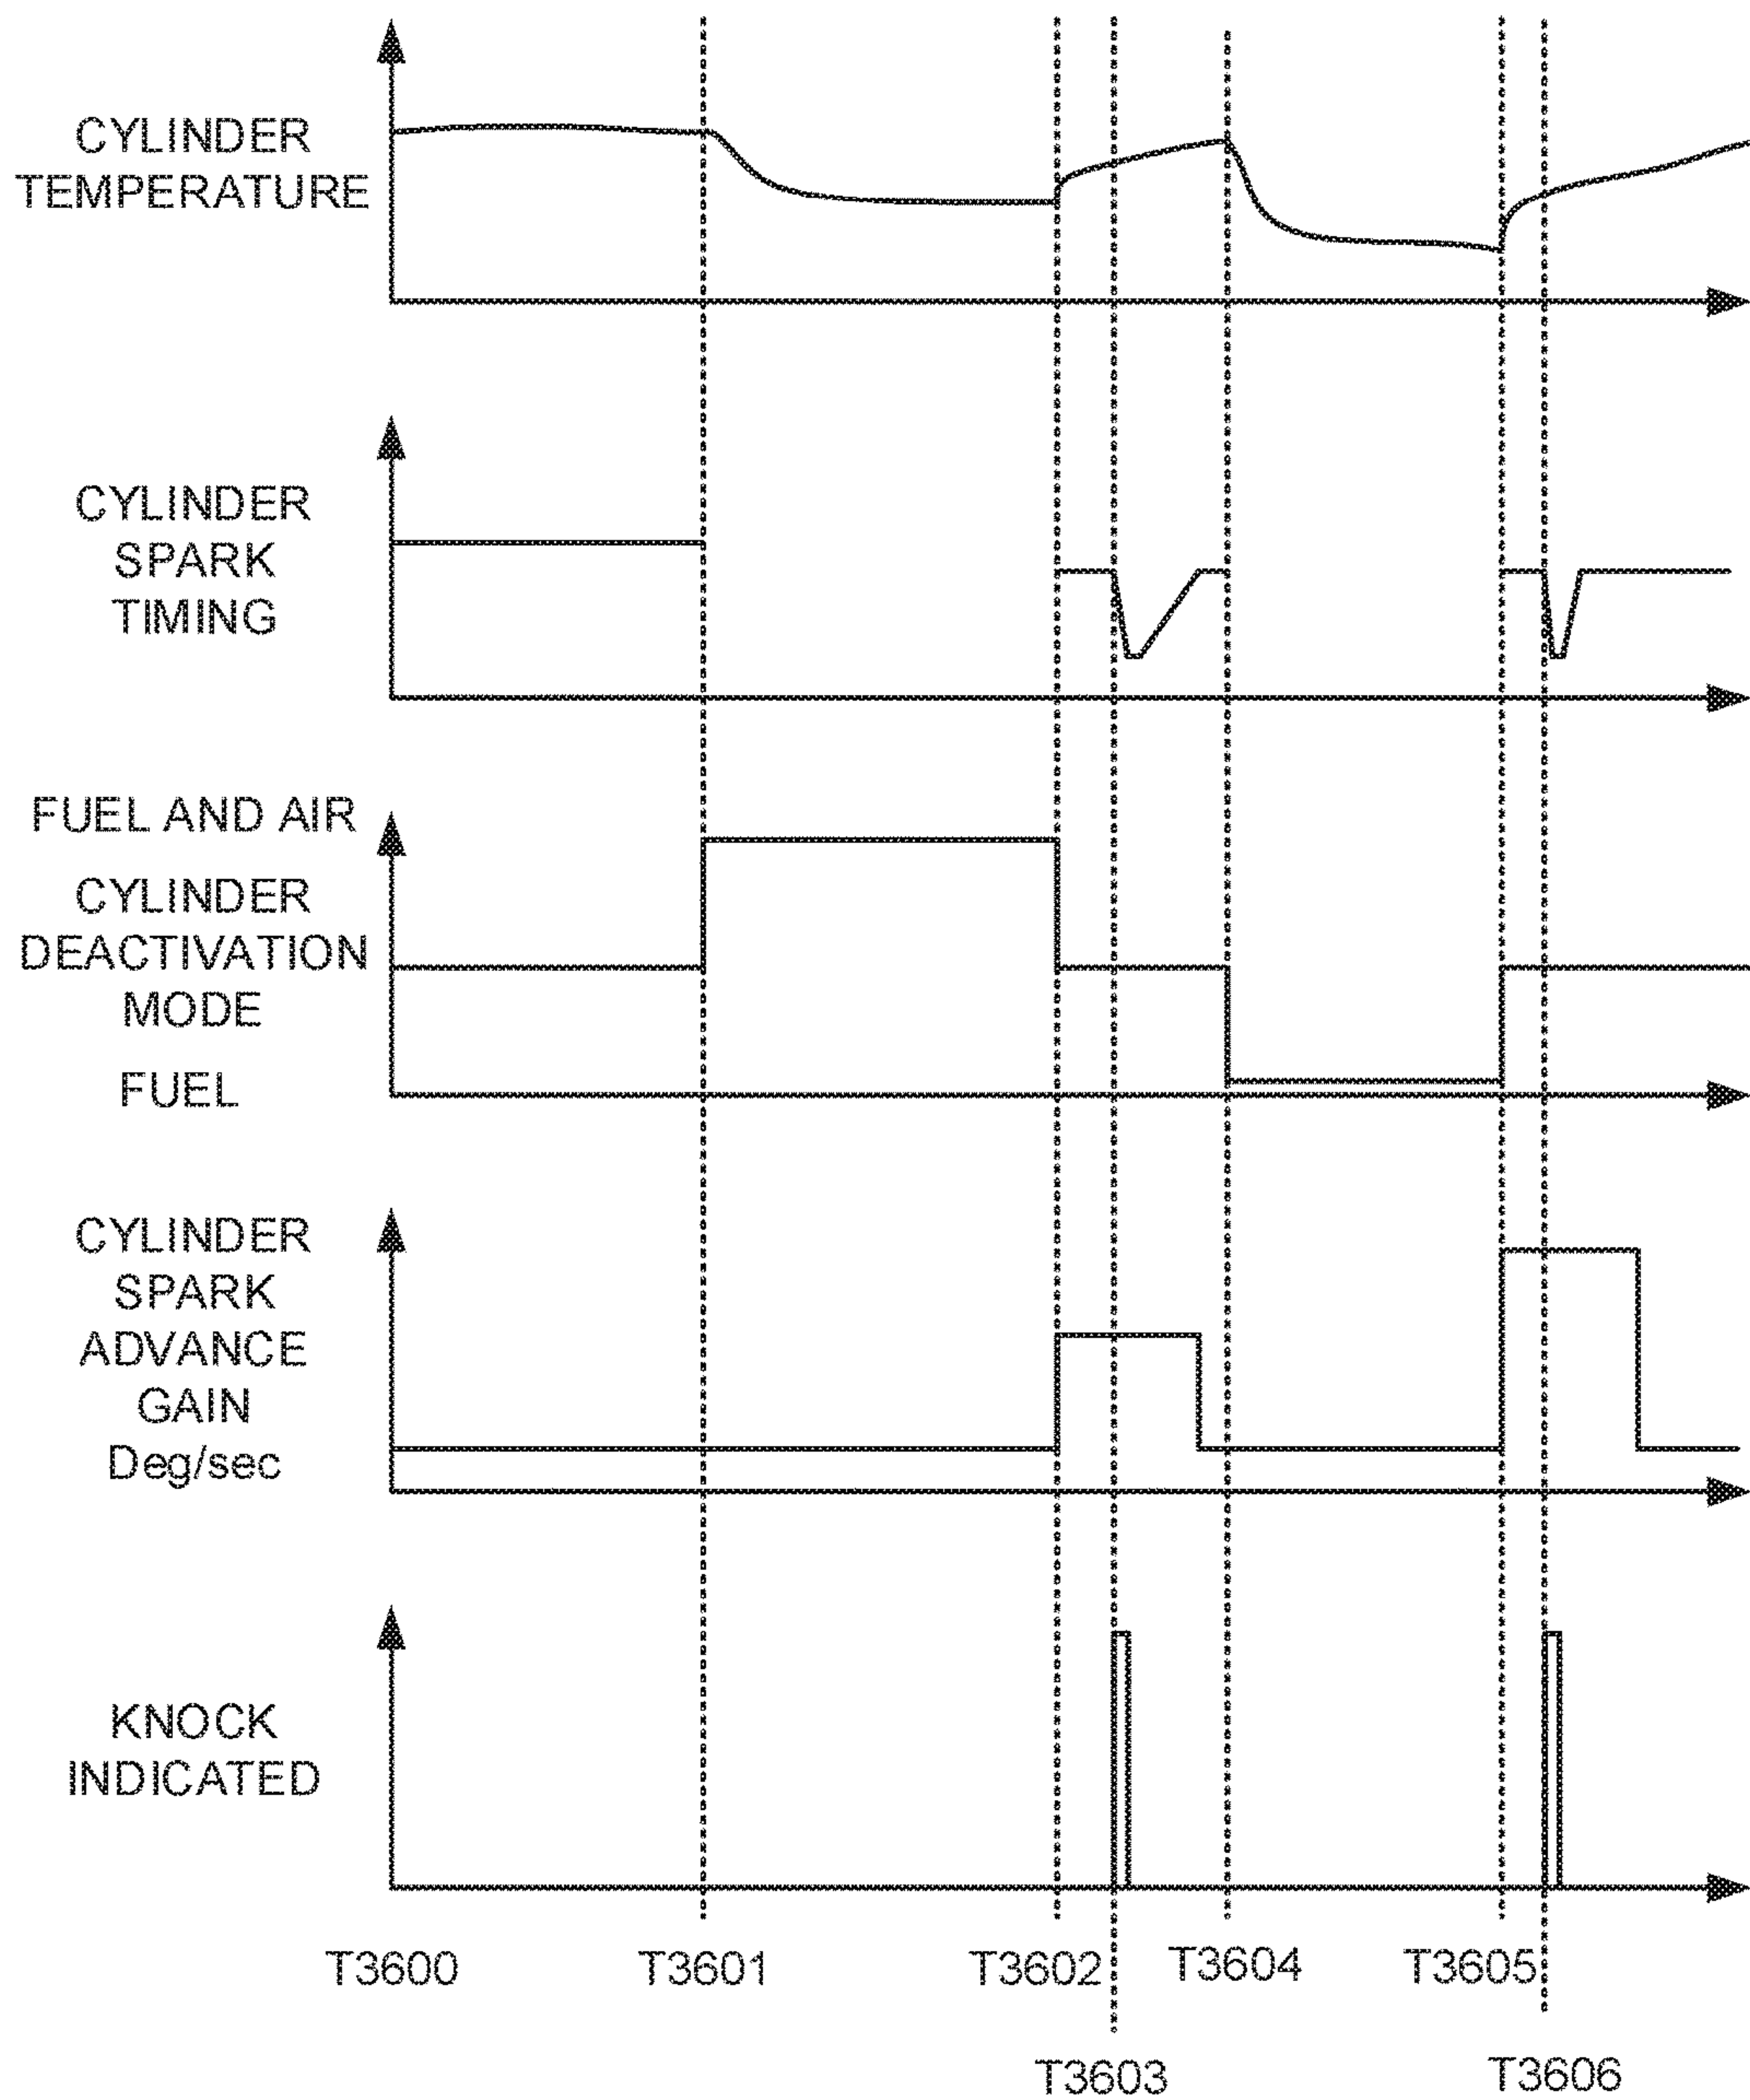 CYLINDER
TEMPERATURE
CYLINDER
SPARK
TIMING
FUEL AND AIR
CYLINDER
DEACTIVATION
MODE
FUEL
CYLINDER
SPARK
ADVANCE
GAIN
Deg/sec
KNOCK
INDICATED
T3600 T3601 T3602 T3604 T3605
T3603 T3606